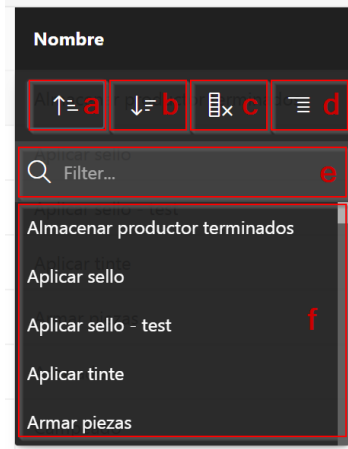 Nombre
a b c d
Filter... e
Almacenar productor terminados
Aplicar sello
Aplicar sello - test f
Aplicar tinte
Armar piezas